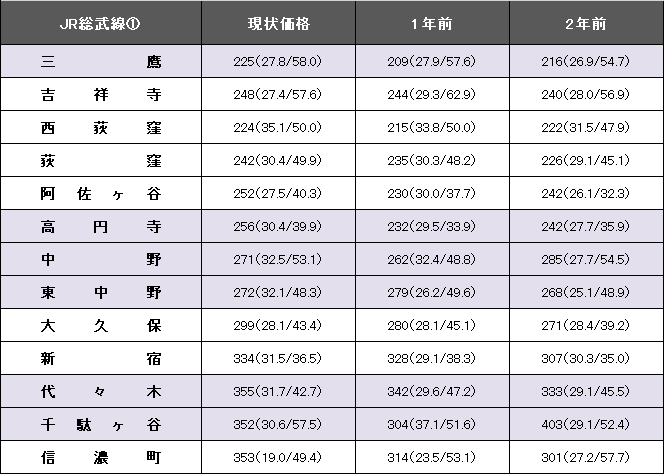 JR総武線① 現状価格 1年前 2年前
三鷹 225(27.8/58.0) 209(27.9/57.6) 216(26.9/54.7)
吉祥寺 248(27.4/57.6) 244(29.3/62.9) 240(28.0/56.9)
西荻窪 224(35.1/50.0) 215(33.8/50.0) 222(31.5/47.9)
荻窪 242(30.4/49.9) 235(30.3/48.2) 226(29.1/45.1)
阿佐ヶ谷 252(27.5/40.3) 230(30.0/37.7) 242(26.1/32.3)
高円寺 256(30.4/39.9) 232(29.5/33.9) 242(27.7/35.9)
中野 271(32.5/53.1) 262(32.4/48.8) 285(27.7/54.5)
東中野 272(32.1/48.3) 279(26.2/49.6) 268(25.1/48.9)
大久保 299(28.1/43.4) 280(28.1/45.1) 271(28.4/39.2)
新宿 334(31.5/36.5) 328(29.1/38.3) 307(30.3/35.0)
代々木 355(31.7/42.7) 342(29.6/47.2) 333(29.1/45.5)
千駄ヶ谷 352(30.6/57.5) 304(37.1/51.6) 403(29.1/52.4)
信濃町 353(19.0/49.4) 314(23.5/53.1) 301(27.2/57.7)